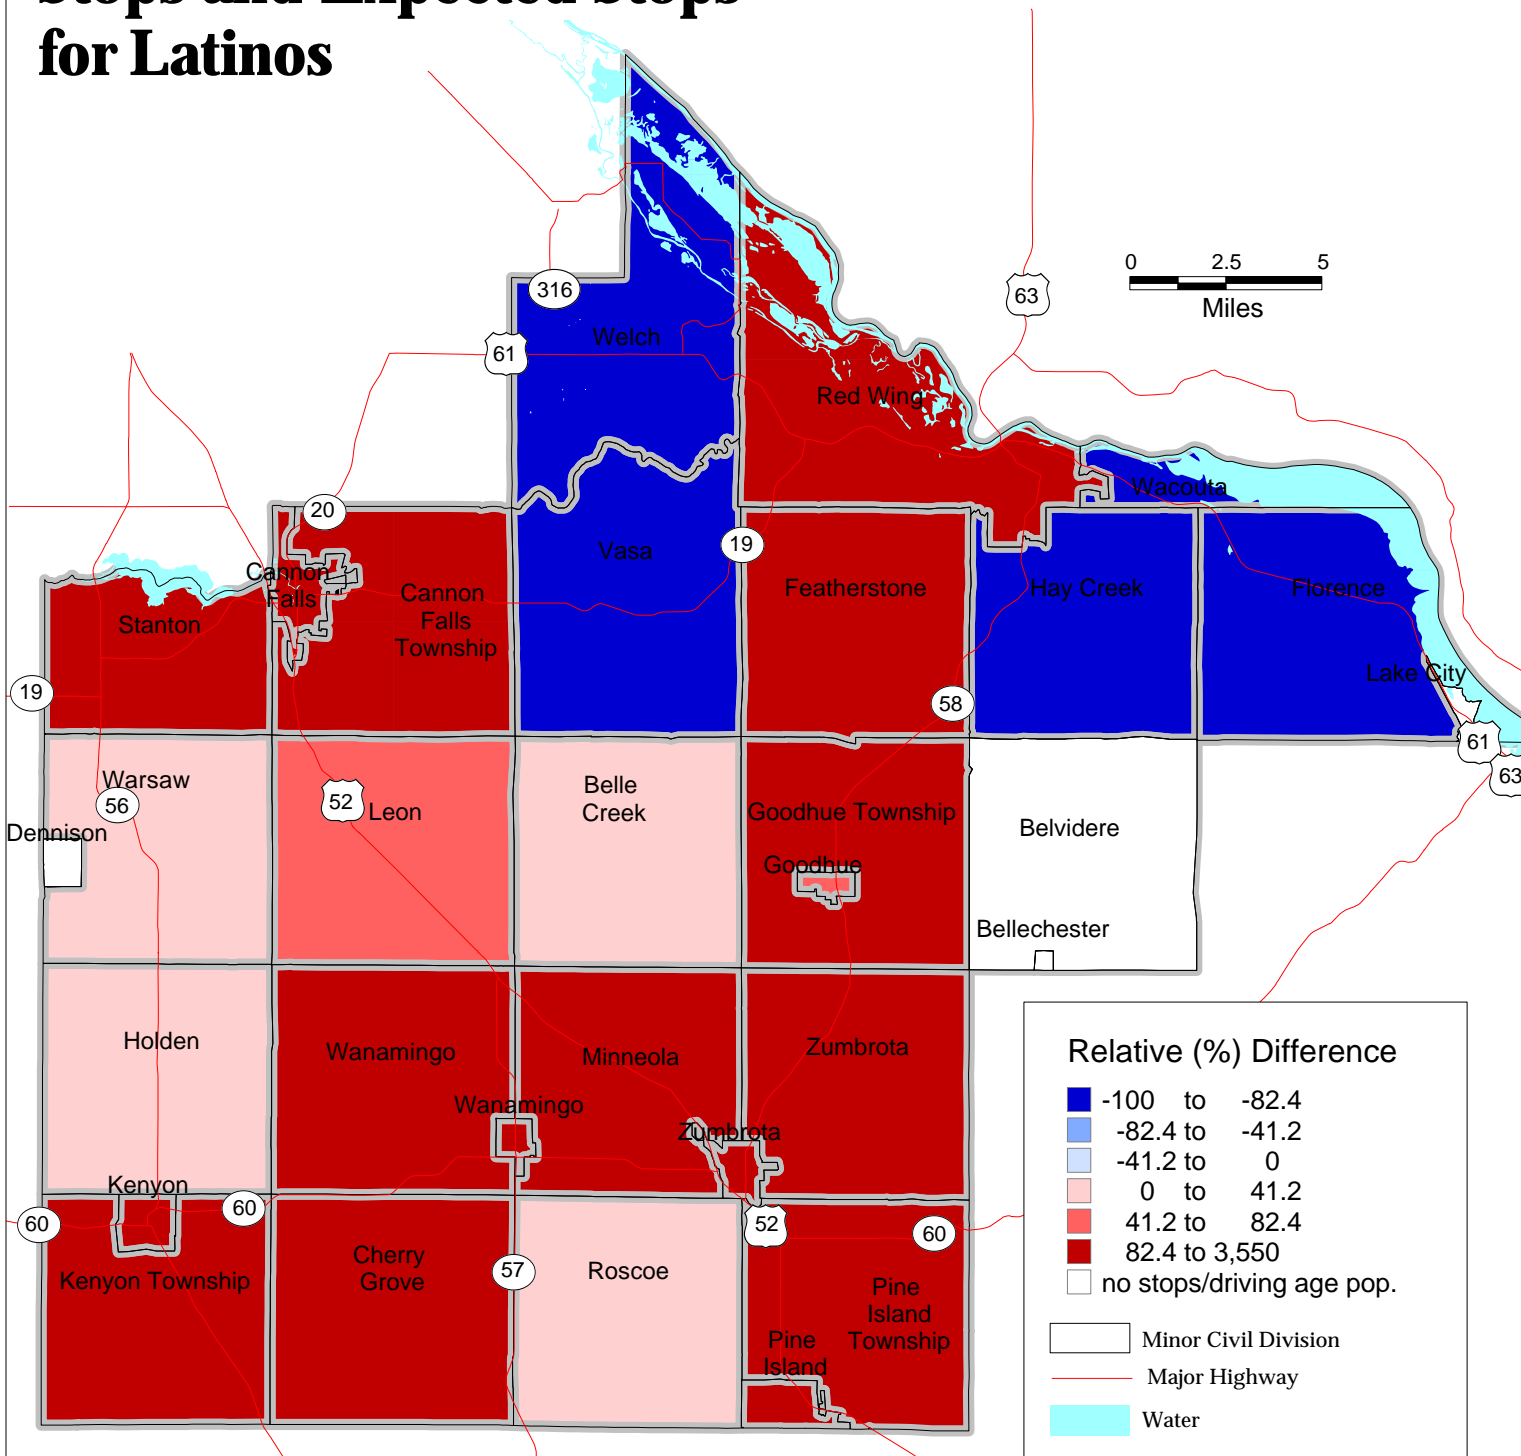 Stops and Expected Stops
for Latinos
316
63
0 2.5 5
Miles
61
Welch
Red Wing
20
Wacouta
19
Vasa
Cannon
Falls
Cannon
Falls
Township
Featherstone
Hay Creek
Florence
Stanton
Lake City
19
58
61
63
Warsaw
56
52
Leon
Belle
Creek
Goodhue Township
Belvidere
Dennison
Goodhue
Bellechester
Holden
Wanamingo
Minneola
Zumbrota
Wanamingo
Zumbrota
Kenyon
60
60
52
60
Kenyon Township
Cherry
Grove
57
Roscoe
Pine
Island
Township
Pine
Island
Relative (%) Difference
-100 to -82.4
-82.4 to -41.2
-41.2 to 0
0 to 41.2
41.2 to 82.4
82.4 to 3,550
no stops/driving age pop.
Minor Civil Division
Major Highway
Water